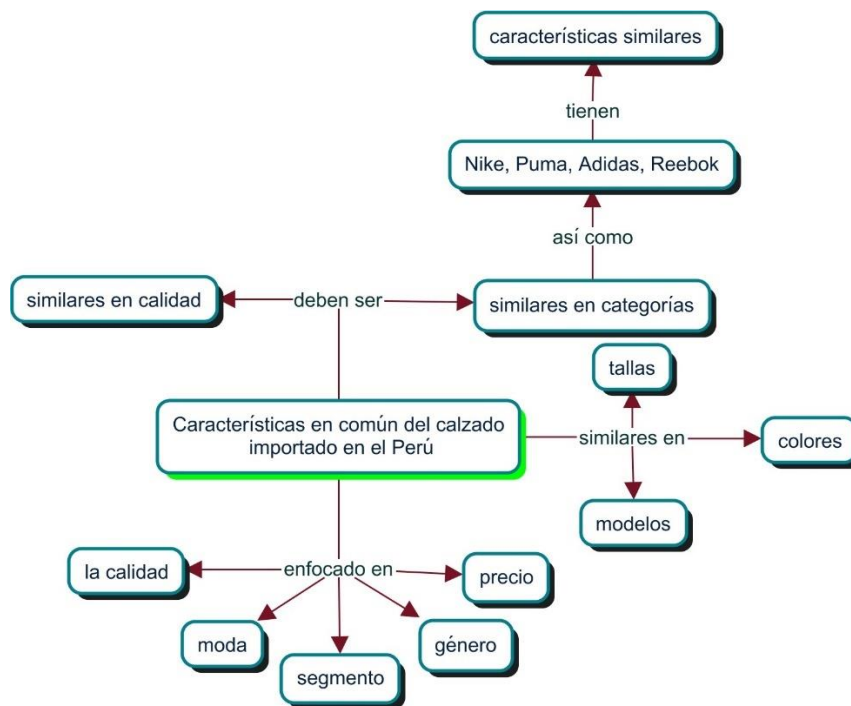 características similares
tienen
Nike, Puma, Adidas, Reebok
así como
similares en calidad
deben ser
similares en categorías
tallas
Características en común del calzado
importado en el Perú
similares en
colores
modelos
la calidad
enfocado en
precio
moda
género
segmento